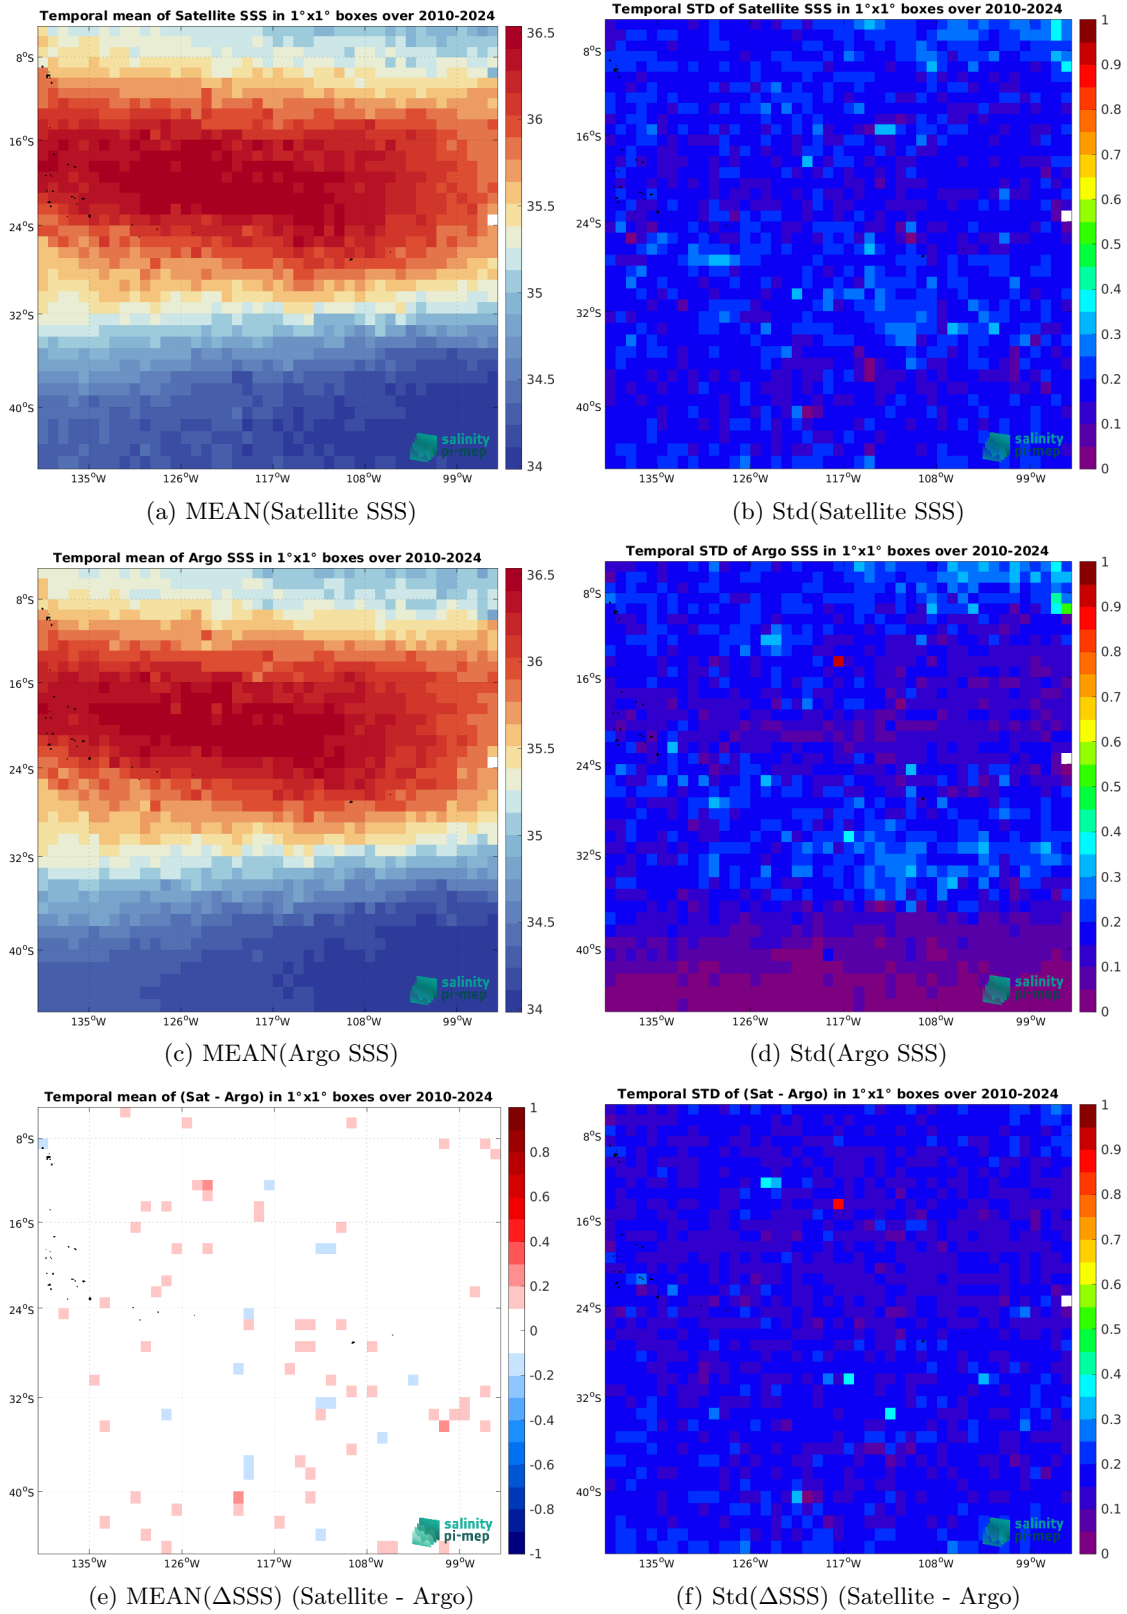 Temporal mean of Satellite SSS in 1°x1° boxes over 2010-2024
8°S
16°S
24°S
32°S
40°S
135°W 126°W 117°W 108°W 99°W
36.5
36
35.5
35
34.5
34
salinity
pi-mep
(a) MEAN(Satellite SSS)
Temporal STD of Satellite SSS in 1°x1° boxes over 2010-2024
8°S
16°S
24°S
32°S
40°S
135°W 126°W 117°W 108°W 99°W
1
0.9
0.8
0.7
0.6
0.5
0.4
0.3
0.2
0.1
0
salinity
pi-mep
(b) Std(Satellite SSS)
Temporal mean of Argo SSS in 1°x1° boxes over 2010-2024
8°S
16°S
24°S
32°S
40°S
135°W 126°W 117°W 108°W 99°W
36.5
36
35.5
35
34.5
34
salinity
pi-mep
(c) MEAN(Argo SSS)
Temporal STD of Argo SSS in 1°x1° boxes over 2010-2024
8°S
16°S
24°S
32°S
40°S
135°W 126°W 117°W 108°W 99°W
1
0.9
0.8
0.7
0.6
0.5
0.4
0.3
0.2
0.1
0
salinity
pi-mep
(d) Std(Argo SSS)
Temporal mean of (Sat - Argo) in 1°x1° boxes over 2010-2024
8°S
16°S
24°S
32°S
40°S
135°W 126°W 117°W 108°W 99°W
1
0.8
0.6
0.4
0.2
0
-0.2
-0.4
-0.6
-0.8
-1
salinity
pi-mep
(e) MEAN(ΔSSS) (Satellite - Argo)
Temporal STD of (Sat - Argo) in 1°x1° boxes over 2010-2024
8°S
16°S
24°S
32°S
40°S
135°W 126°W 117°W 108°W 99°W
1
0.9
0.8
0.7
0.6
0.5
0.4
0.3
0.2
0.1
0
salinity
pi-mep
(f) Std(ΔSSS) (Satellite - Argo)